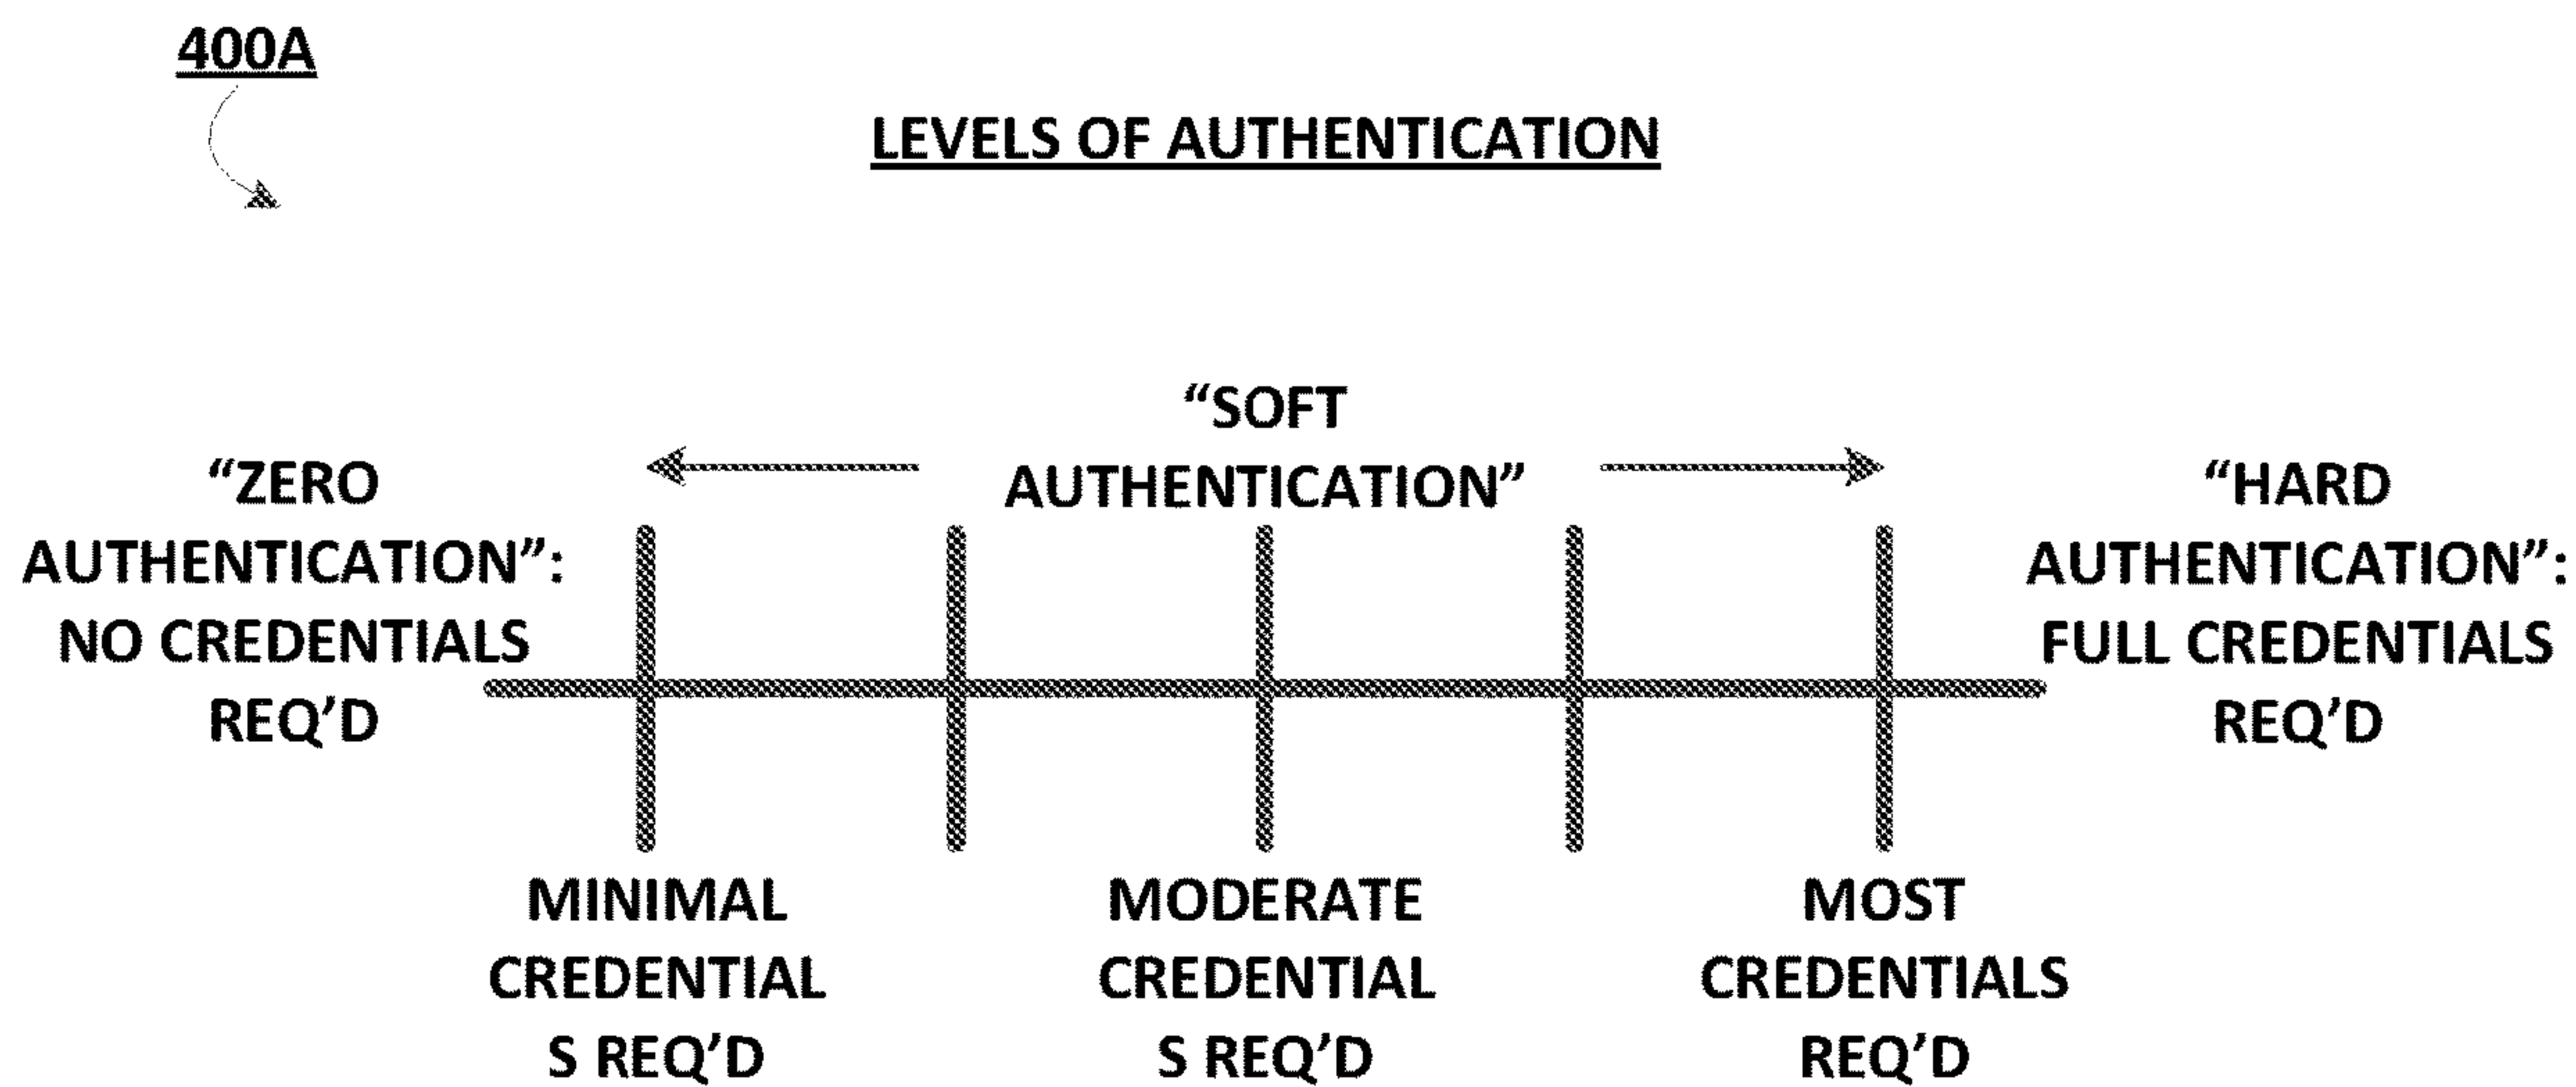 400A
LEVELS OF AUTHENTICATION
“ZERO
AUTHENTICATION”:
NO CREDENTIALS
REQ’D
“SOFT
AUTHENTICATION”
“HARD
AUTHENTICATION”:
FULL CREDENTIALS
REQ’D
MINIMAL
CREDENTIAL
S REQ’D
MODERATE
CREDENTIAL
S REQ’D
MOST
CREDENTIALS
REQ’D